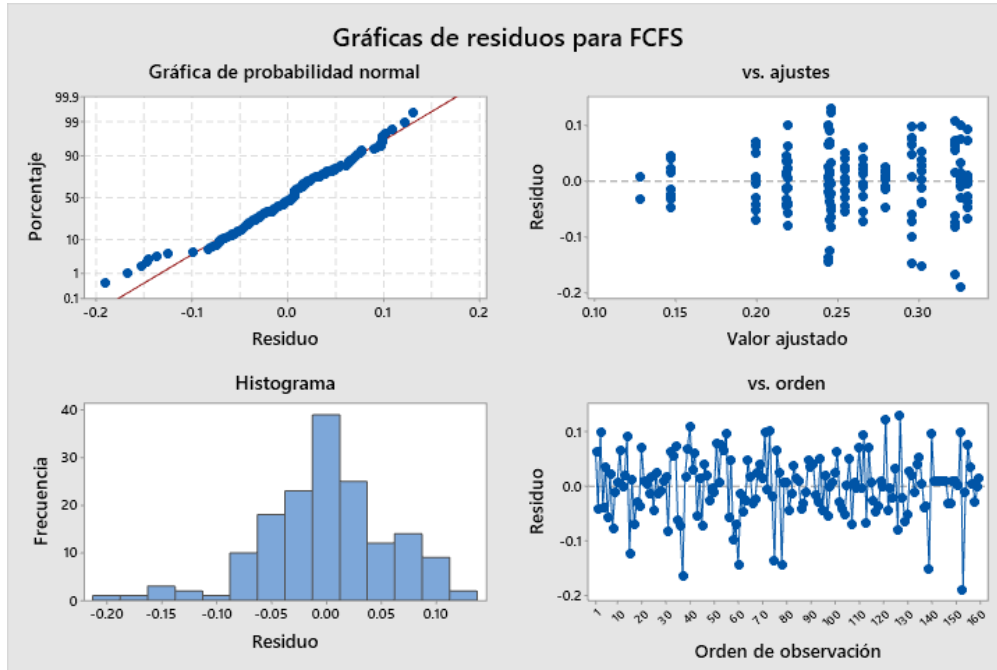 Gráficas de residuos para FCFS
Gráfica de probabilidad normal
Porcentaje
99.9
99
90
50
10
1
0.1
-0.2 -0.1 0.0 0.1 0.2
Residuo
vs. ajustes
Residuo
0.1
0.0
-0.1
-0.2
0.10 0.15 0.20 0.25 0.30
Valor ajustado
Histograma
Frecuencia
40
30
20
10
0
-0.20 -0.15 -0.10 -0.05 0.00 0.05 0.10
Residuo
vs. orden
Residuo
0.1
0.0
-0.1
-0.2
1 10 20 30 40 50 60 70 80 90 100 110 120 130 140 150 160
Orden de observación